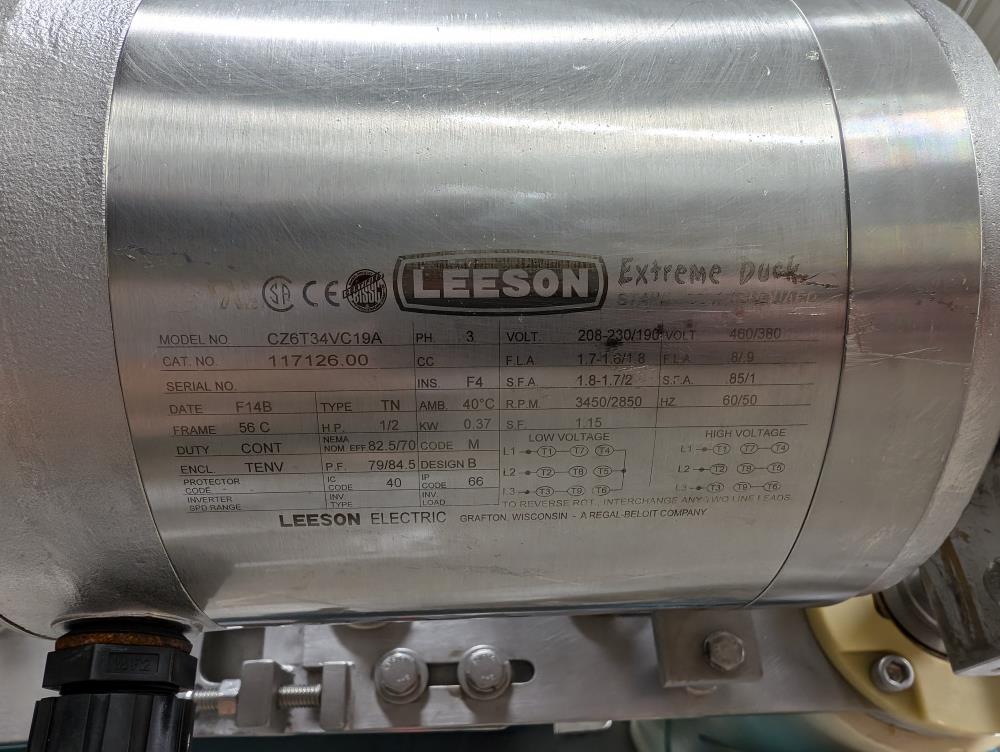 SA CE LEESON Extreme Duck
MODEL NO. CZ6T34VC19A PH. 3 VOLT. 208-230/190 VOLT 460/380
CAT. NO. 117126.00 CC F.L.A. 1.7-1.6/1.8 F.L.A. .8/.9
SERIAL NO. INS. F4 S.F.A. 1.8-1.7/2 S.F.A. .85/1
DATE F14B TYPE TN AMB. 40°C R.P.M. 3450/2850 HZ 60/50
FRAME 56 C H.P. 1/2 KW 0.37 S.F. 1.15
DUTY CONT NEMA NOM EFF 82.5/70 CODE M LOW VOLTAGE HIGH VOLTAGE
ENCL. TENV P.F. 79/84.5 DESIGN B
PROTECTOR CODE IC CODE 40 IP CODE 66
INVERTER SPD RANGE INV TYPE INV. LOAD
L1 T1 T7 T4 L1 T1 T7 T4
L2 T2 T8 T5 L2 T2 T8 T5
L3 T3 T9 T6 L3 T3 T9 T6
TO REVERSE ROT. INTERCHANGE ANY TWO LINE LEADS.
LEESON ELECTRIC GRAFTON, WISCONSIN - A REGAL-BELOIT COMPANY